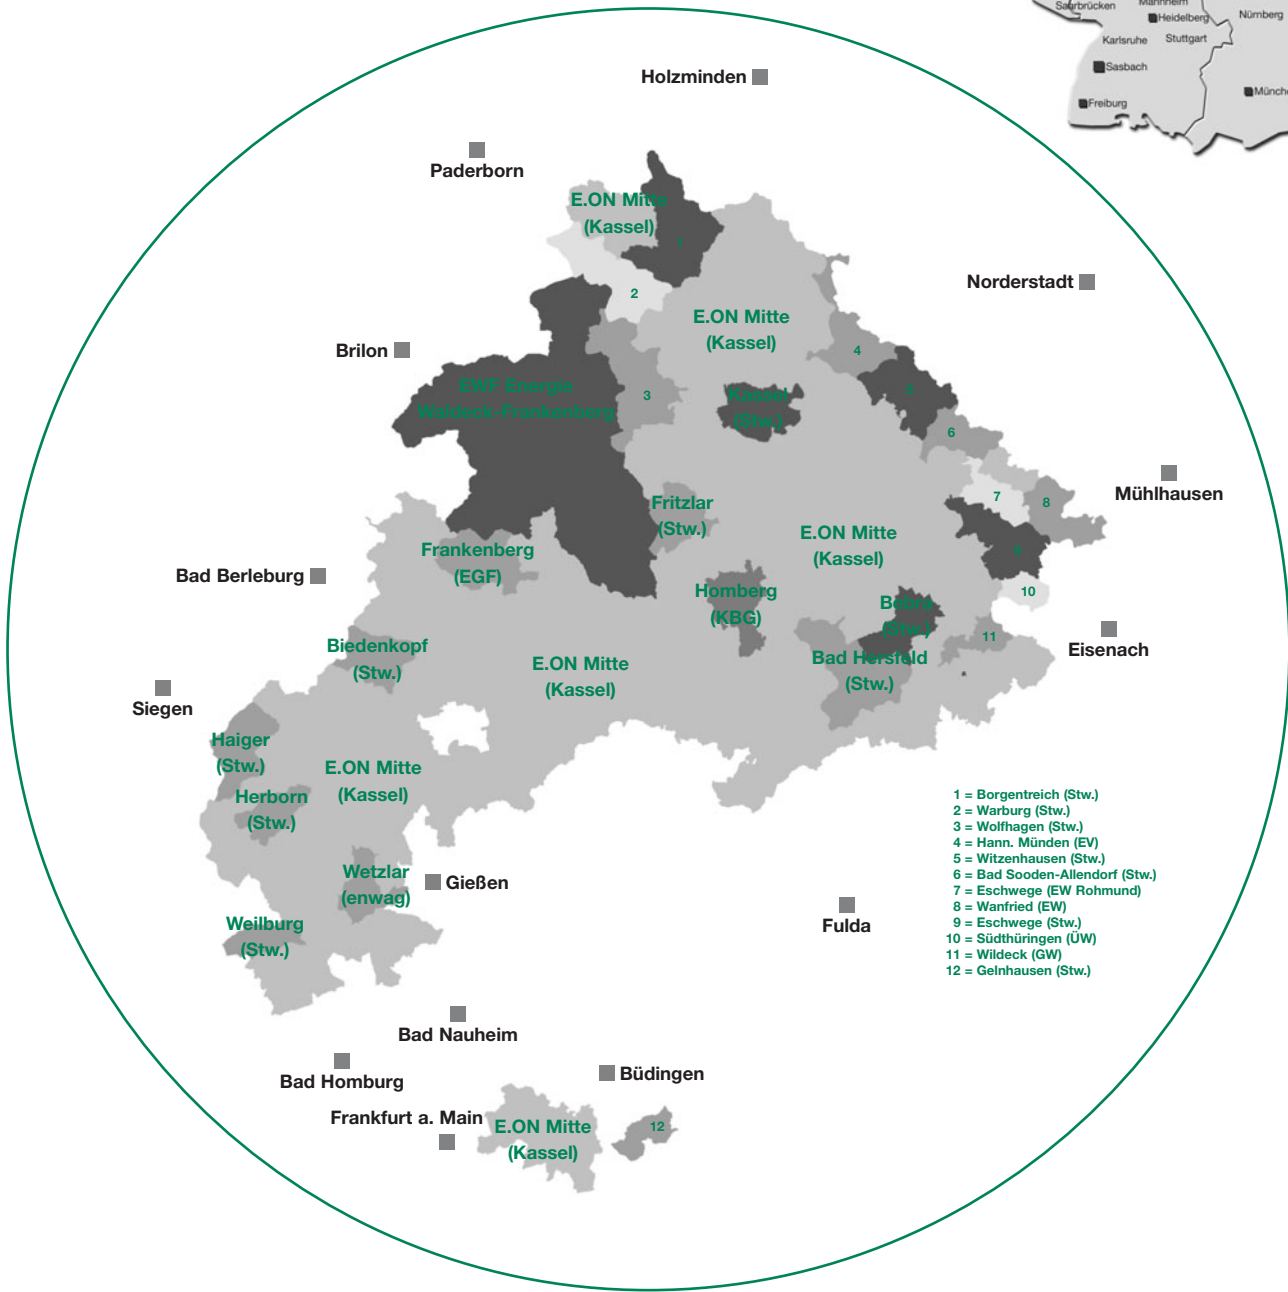 Saarbrücken
Mannheim
Heidelberg
Nürnberg
Karlsruhe
Stuttgart
Sasbach
Freiburg
Holzminden
Paderborn
E.ON Mitte
(Kassel)
1
Norderstadt
2
E.ON Mitte
(Kassel)
Brilon
4
EWF Energie
Waldeck-Frankenberg
3
Kassel
(Stw.)
5
6
Mühlhausen
7
8
Fritzlar
(Stw.)
E.ON Mitte
(Kassel)
Frankenberg
(EGF)
9
Bad Berleburg
Homberg
(KBG)
10
Bebra
(Stw.)
Eisenach
11
Biedenkopf
(Stw.)
Bad Hersfeld
(Stw.)
E.ON Mitte
(Kassel)
Siegen
Haiger
(Stw.)
E.ON Mitte
(Kassel)
Herborn
(Stw.)
1 = Borgentreich (Stw.)
2 = Warburg (Stw.)
3 = Wolfhagen (Stw.)
4 = Hann. Münden (EV)
5 = Witzenhausen (Stw.)
6 = Bad Sooden-Allendorf (Stw.)
7 = Eschwege (EW Rohmund)
8 = Wanfried (EW)
9 = Eschwege (Stw.)
10 = Südthüringen (ÜW)
11 = Wildeck (GW)
12 = Gelnhausen (Stw.)
Wetzlar
(enwag)
Gießen
Weilburg
(Stw.)
Fulda
Bad Nauheim
Bad Homburg
Büdingen
Frankfurt a. Main
E.ON Mitte
(Kassel)
12